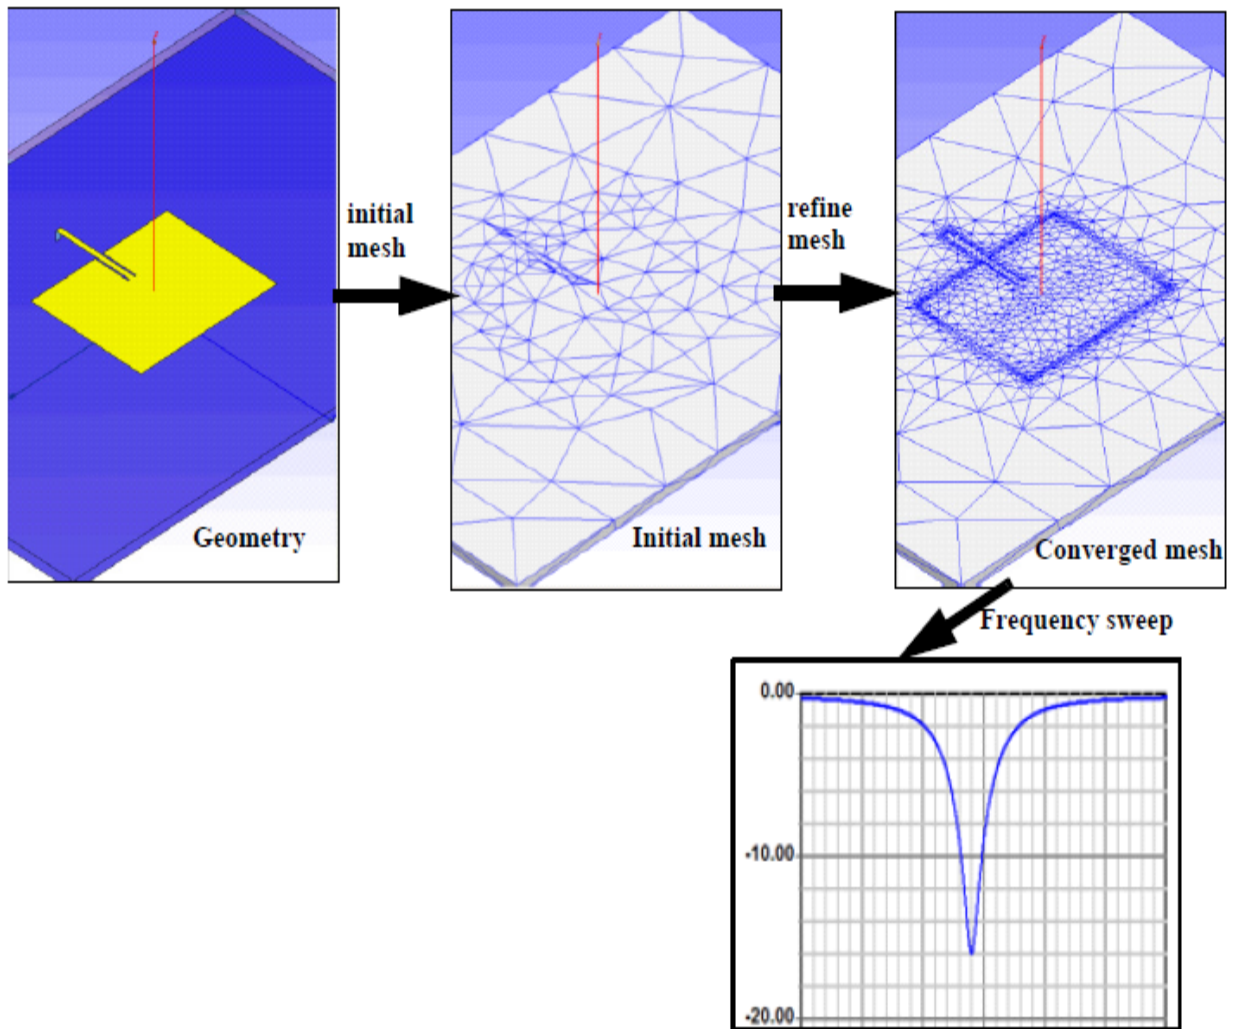 initial
mesh
refine
mesh
Geometry
Initial mesh
Converged mesh
Frequency sweep
0.00
-10.00
-20.00